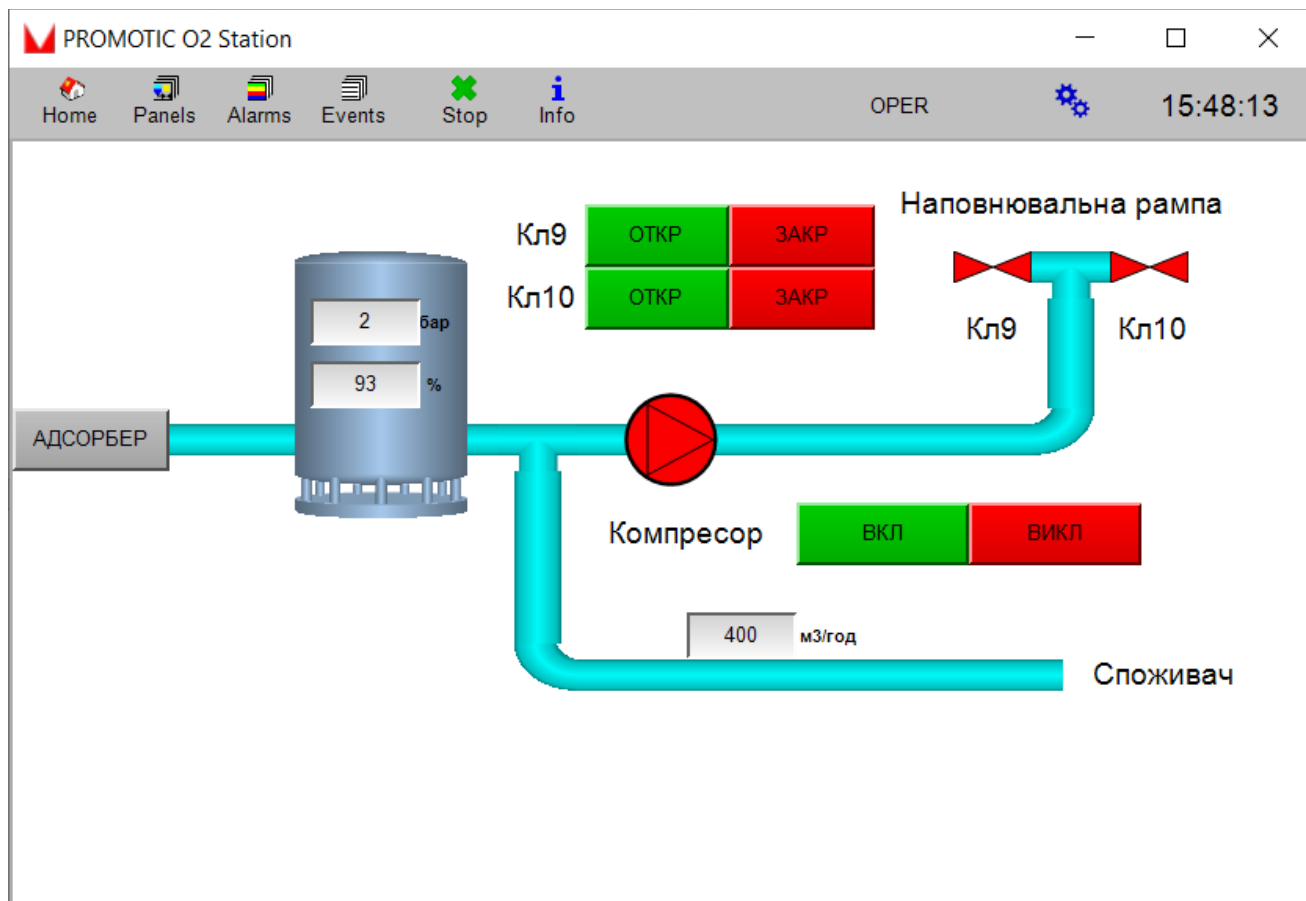 PROMOTIC O2 Station
Home Panels Alarms Events Stop Info OPER 15:48:13
Наповнювальна рампа
Кл9 ОТКР ЗАКР
Кл10 ОТКР ЗАКР
2 бар
Кл9 Кл10
93 %
АДСОРБЕР
Компресор ВКЛ ВИКЛ
400 м3/год
Споживач